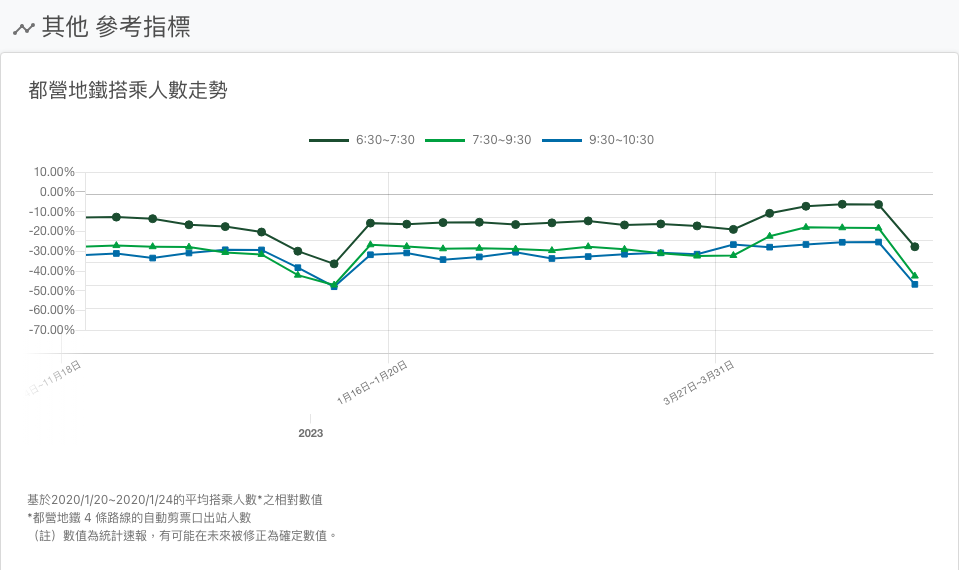 其他 參考指標
都營地鐵搭乘人數走勢
6:30~7:30 7:30~9:30 9:30~10:30
10.00%
0.00%
-10.00%
-20.00%
-30.00%
-40.00%
-50.00%
-60.00%
-70.00%
日~11月18日
1月16日~1月20日
3月27日~3月31日
2023
基於2020/1/20~2020/1/24的平均搭乘人數*之相對數值
*都營地鐵 4 條路線的自動剪票口出站人數
（註）數值為統計速報，有可能在未來被修正為確定數值。